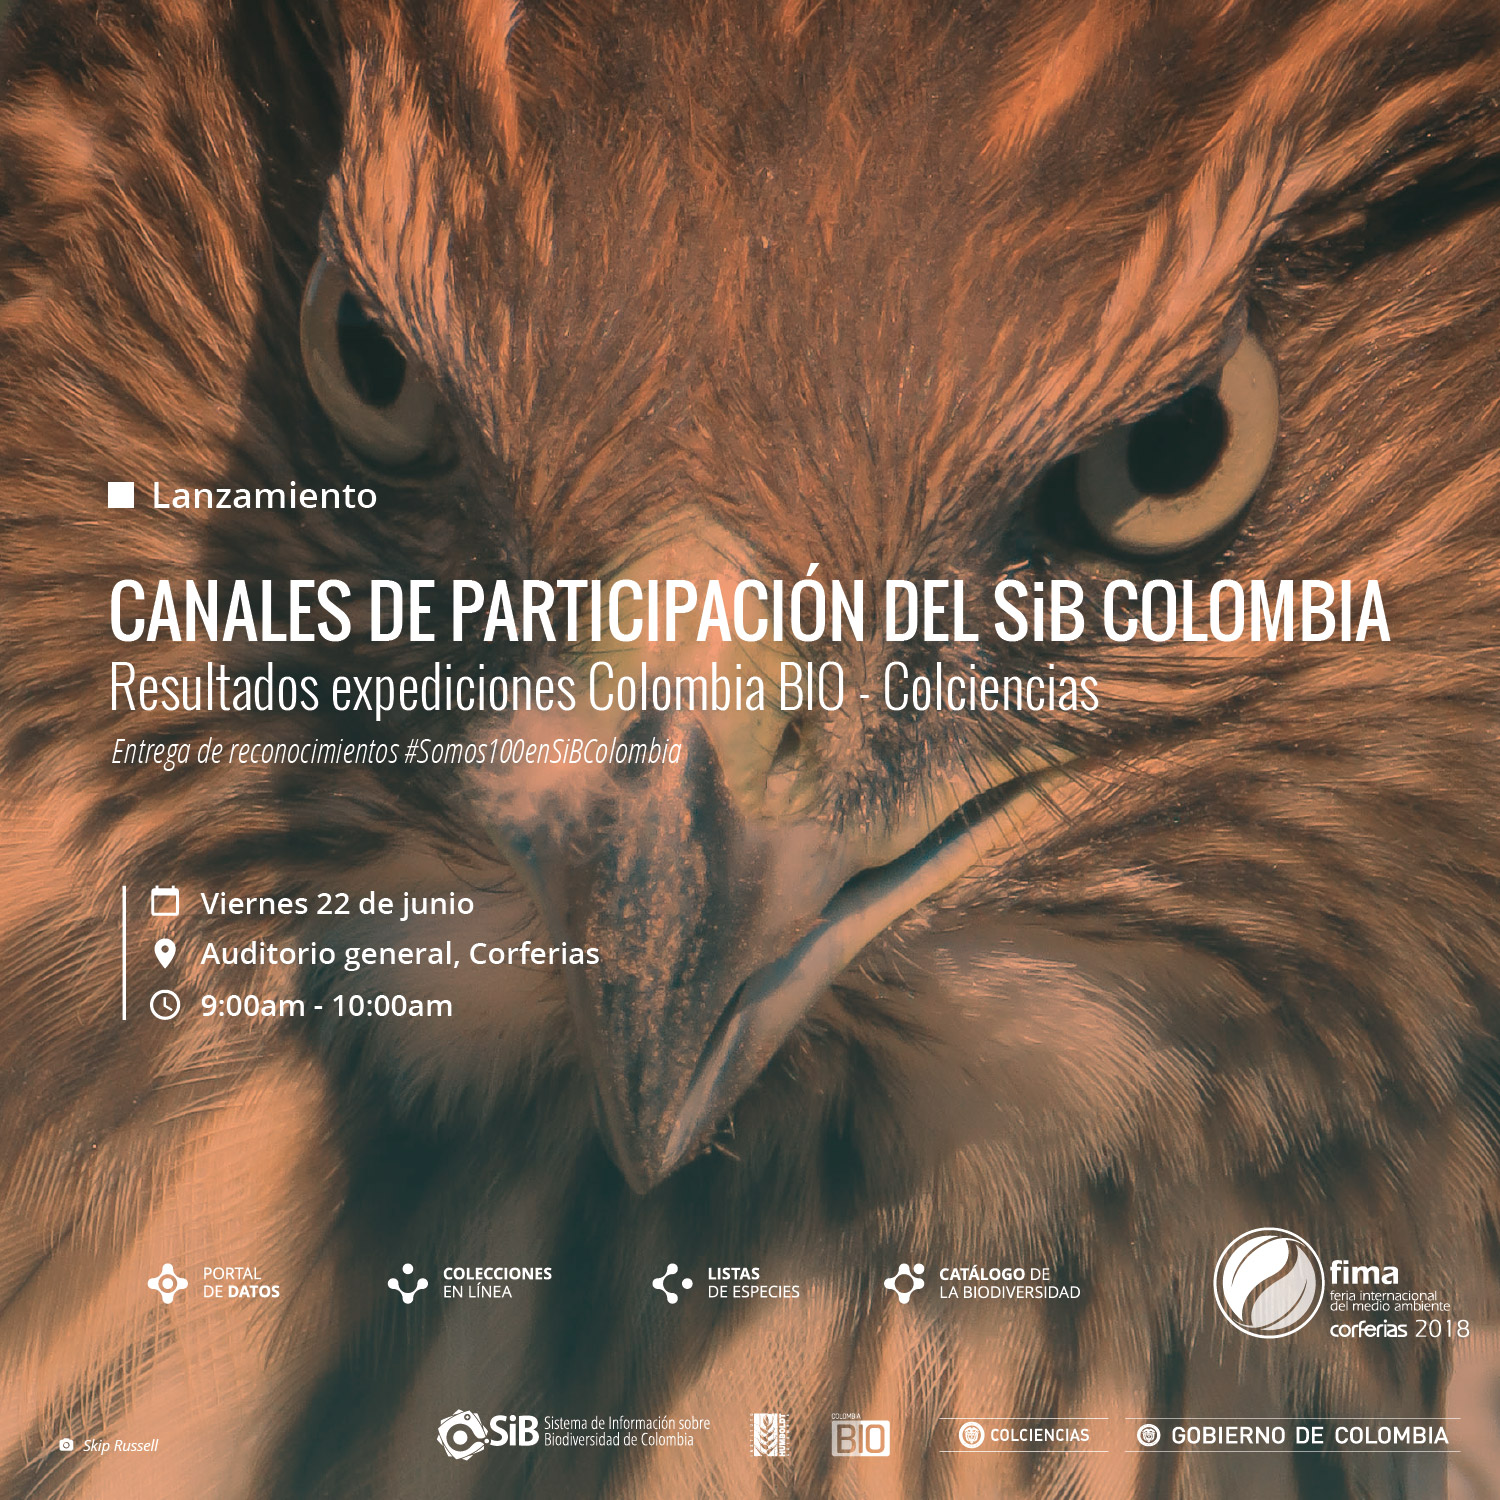 Lanzamiento
CANALES DE PARTICIPACIÓN DEL SiB COLOMBIA
Resultados expediciones Colombia BIO - Colciencias
Entrega de reconocimientos #Somos100enSiBColombia
Viernes 22 de junio
Auditorio general, Corferias
9:00am - 10:00am
PORTAL
DE DATOS
COLECCIONES
EN LÍNEA
LISTAS
DE ESPECIES
CATÁLOGO DE
LA BIODIVERSIDAD
fima
feria internacional
del medio ambiente
corferias 2018
Skip Russell
SiB
Sistema de Información sobre
Biodiversidad de Colombia
HUMBOLDT
COLOMBIA
BIO
COLCIENCIAS
GOBIERNO DE COLOMBIA